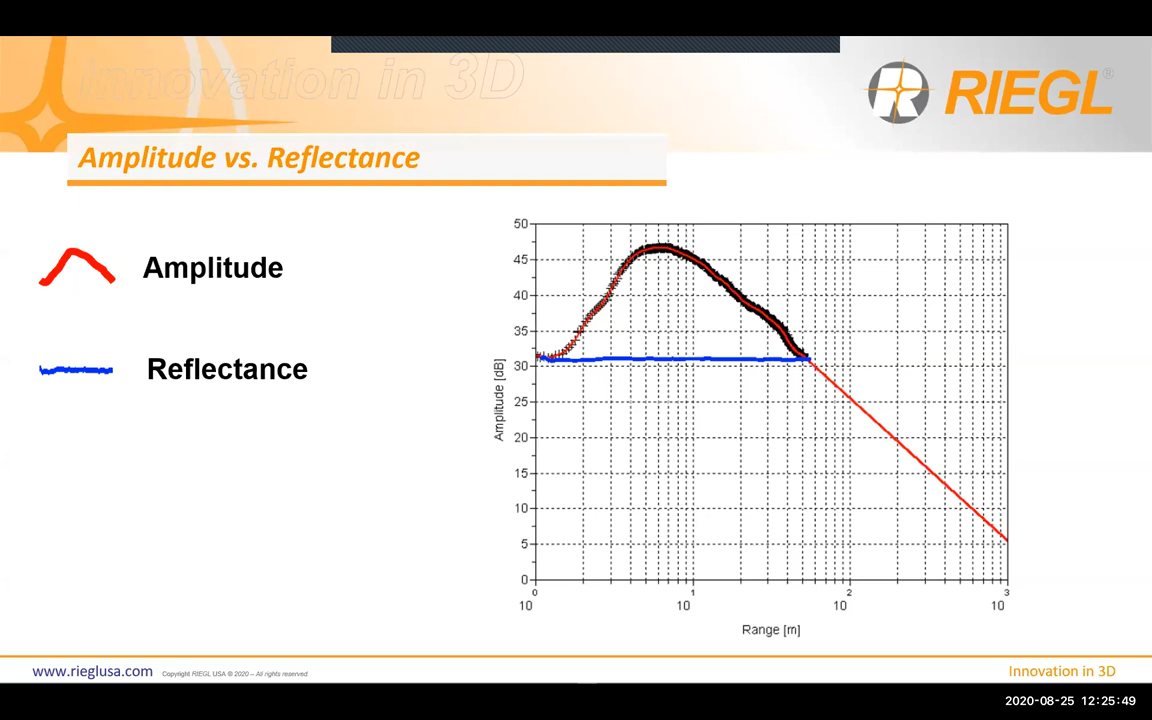 innovation in 3D
RIEGL®
Amplitude vs. Reflectance
Amplitude
Reflectance
50
45
40
35
30
25
20
15
10
5
0
Amplitude [dB]
10 0
10 1
10 2
10 3
Range [m]
www.rieglusa.com Copyright RIEGL USA © 2020 – All rights reserved.
Innovation in 3D
2020-08-25 12:25:49